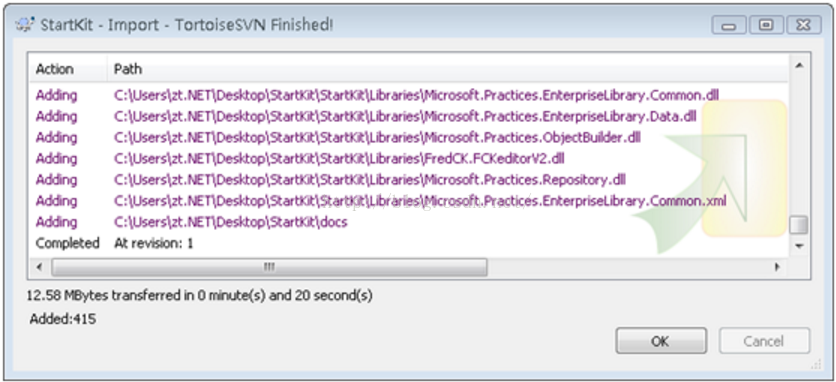 StartKit - Import - TortoiseSVN Finished!
Action Path
Adding C:\Users\zt.NET\Desktop\StartKit\StartKit\Libraries\Microsoft.Practices.EnterpriseLibrary.Common.dll
Adding C:\Users\zt.NET\Desktop\StartKit\StartKit\Libraries\Microsoft.Practices.EnterpriseLibrary.Data.dll
Adding C:\Users\zt.NET\Desktop\StartKit\StartKit\Libraries\Microsoft.Practices.ObjectBuilder.dll
Adding C:\Users\zt.NET\Desktop\StartKit\StartKit\Libraries\FredCK.FCKeditorV2.dll
Adding C:\Users\zt.NET\Desktop\StartKit\StartKit\Libraries\Microsoft.Practices.Repository.dll
Adding C:\Users\zt.NET\Desktop\StartKit\StartKit\Libraries\Microsoft.Practices.EnterpriseLibrary.Common.xml
Adding C:\Users\zt.NET\Desktop\StartKit\docs
Completed At revision: 1
12.58 MBytes transferred in 0 minute(s) and 20 second(s)
Added:415
OK Cancel